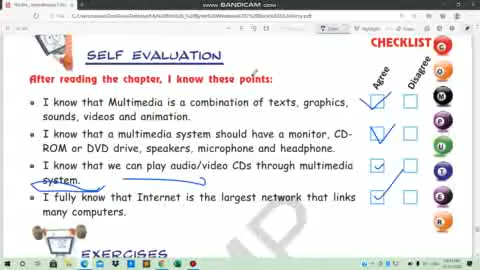 WWW.BANDICAM.COM
SELF EVALUATION
CHECKLIST
After reading the chapter, I know these points:
Agree
Disagree
I know that Multimedia is a combination of texts, graphics,
sounds, videos and animation.
I know that a multimedia system should have a monitor, CD-
ROM or DVD drive, speakers, microphone and headphone.
I know that we can play audio/video CDs through multimedia
system.
I fully know that Internet is the largest network that links
many computers.
EXERCISES
C
O
M
P
U
T
E
R